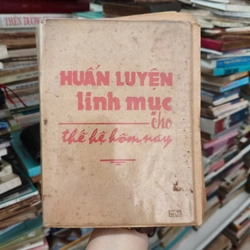 HUẤN LUYỆN
linh mục
cho
thế hệ hôm nay